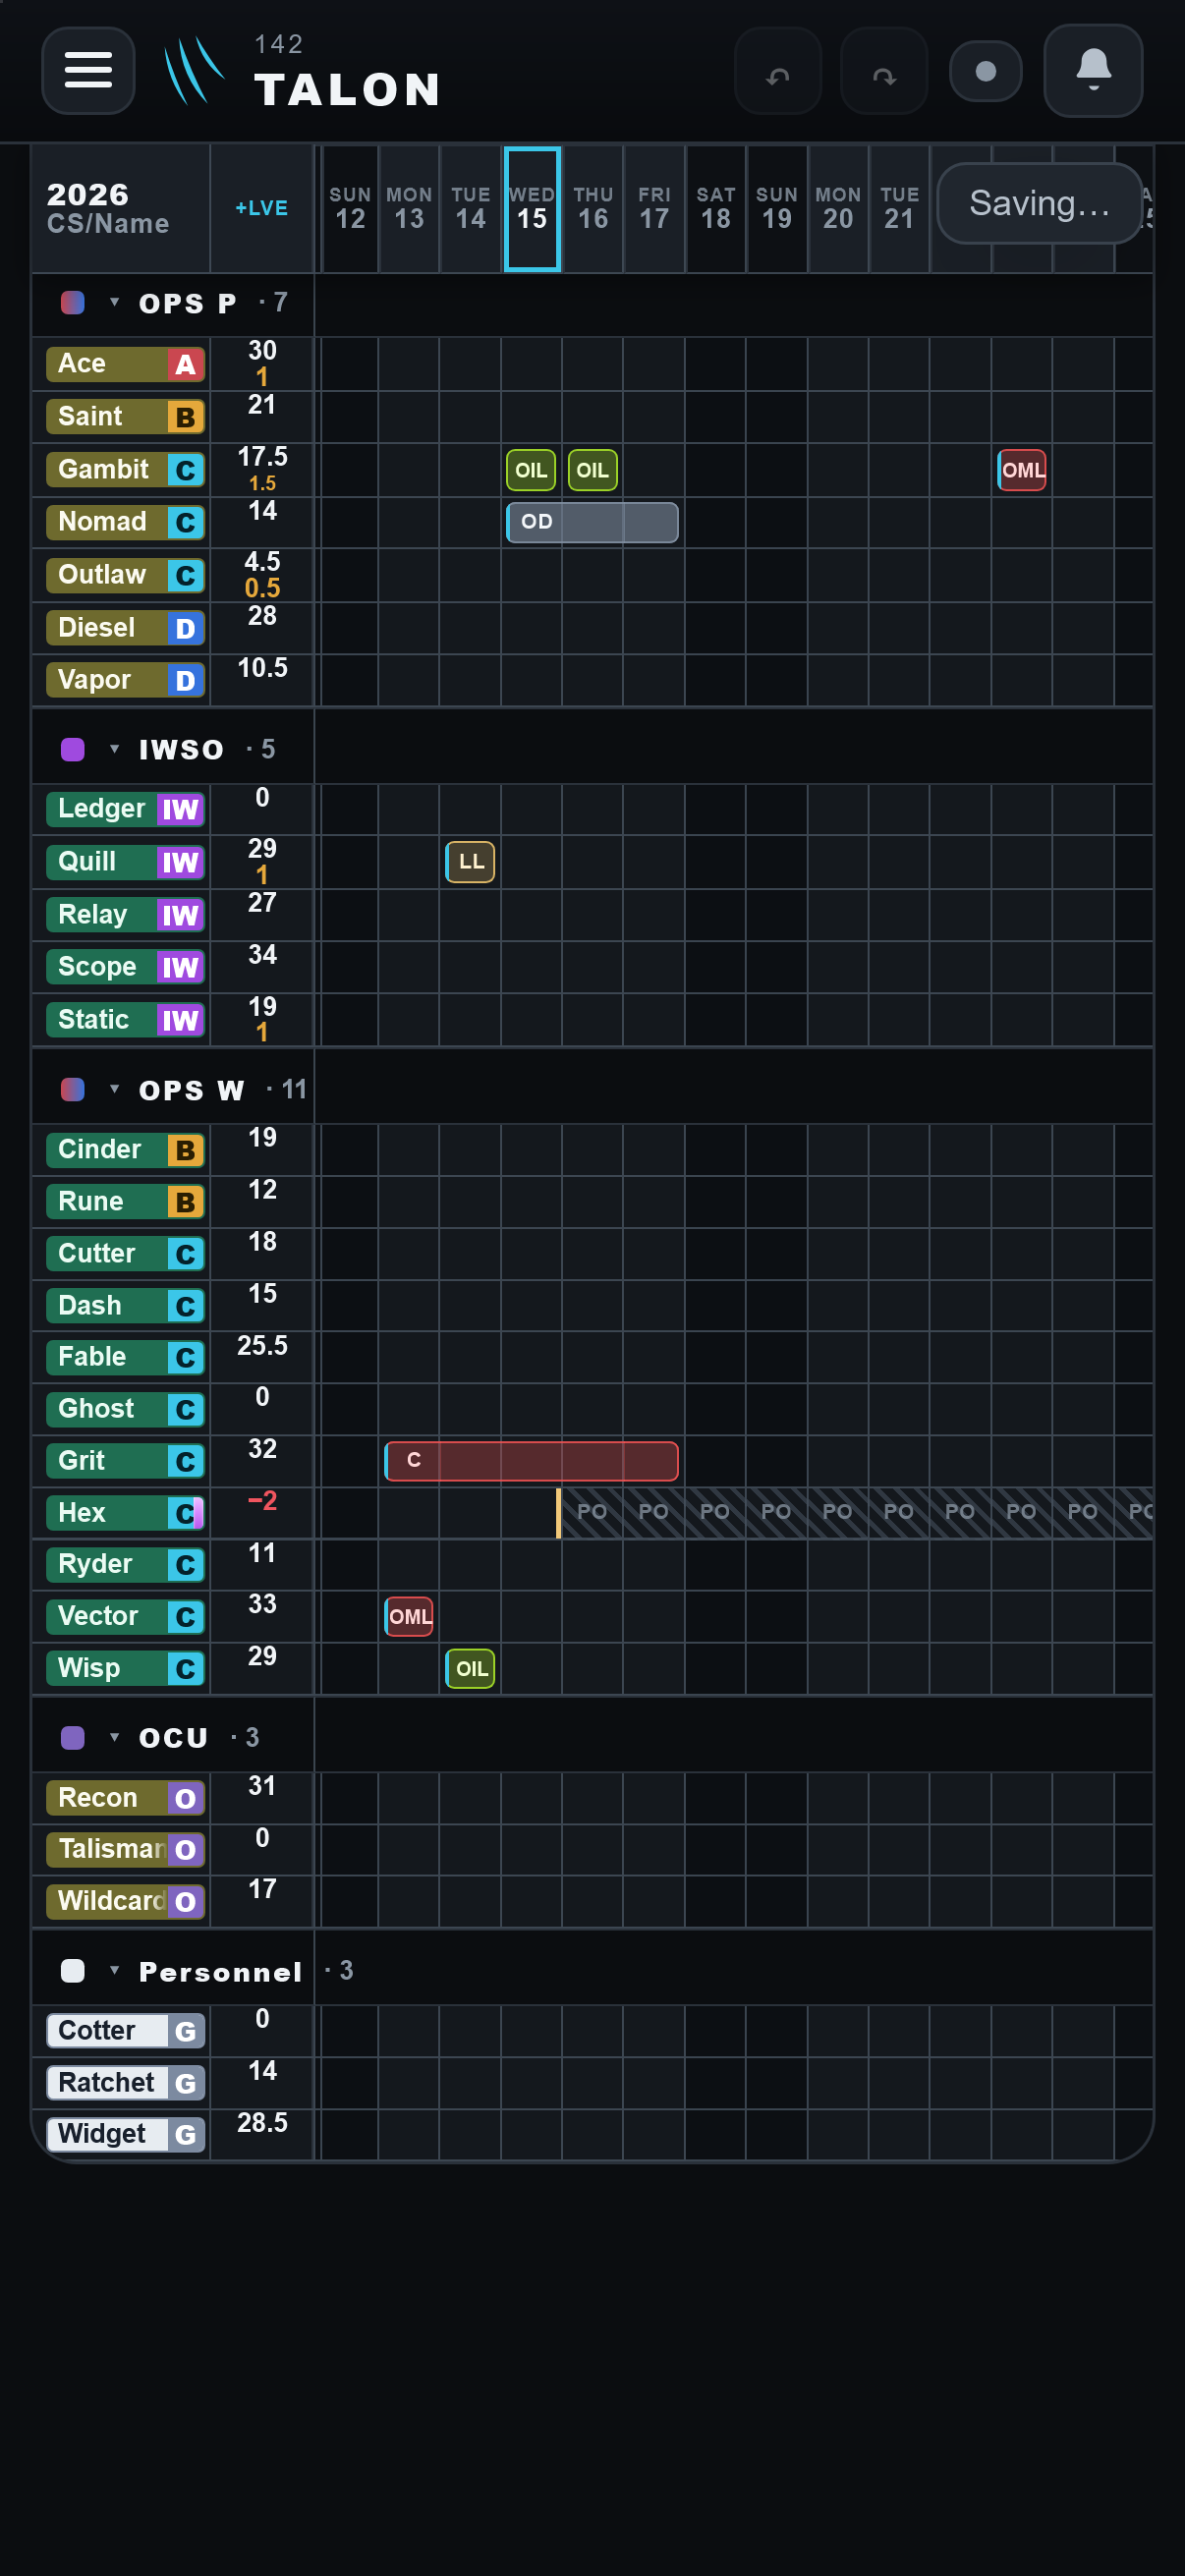 142
TALON
2026
CS/Name
+LVE
SUN 12
MON 13
TUE 14
WED 15
THU 16
FRI 17
SAT 18
SUN 19
MON 20
TUE 21
Saving...
OPS P · 7
Ace A 30 1
Saint B 21
Gambit C 17.5 1.5 OIL OIL OML
Nomad C 14 OD
Outlaw C 4.5 0.5
Diesel D 28
Vapor D 10.5
IWSO · 5
Ledger IW 0
Quill IW 29 1 LL
Relay IW 27
Scope IW 34
Static IW 19 1
OPS W · 11
Cinder B 19
Rune B 12
Cutter C 18
Dash C 15
Fable C 25.5
Ghost C 0
Grit C 32 C
Hex C −2 PO PO PO PO PO PO PO PO PO
Ryder C 11
Vector C 33 OML
Wisp C 29 OIL
OCU · 3
Recon O 31
Talisman O 0
Wildcard O 17
Personnel · 3
Cotter G 0
Ratchet G 14
Widget G 28.5